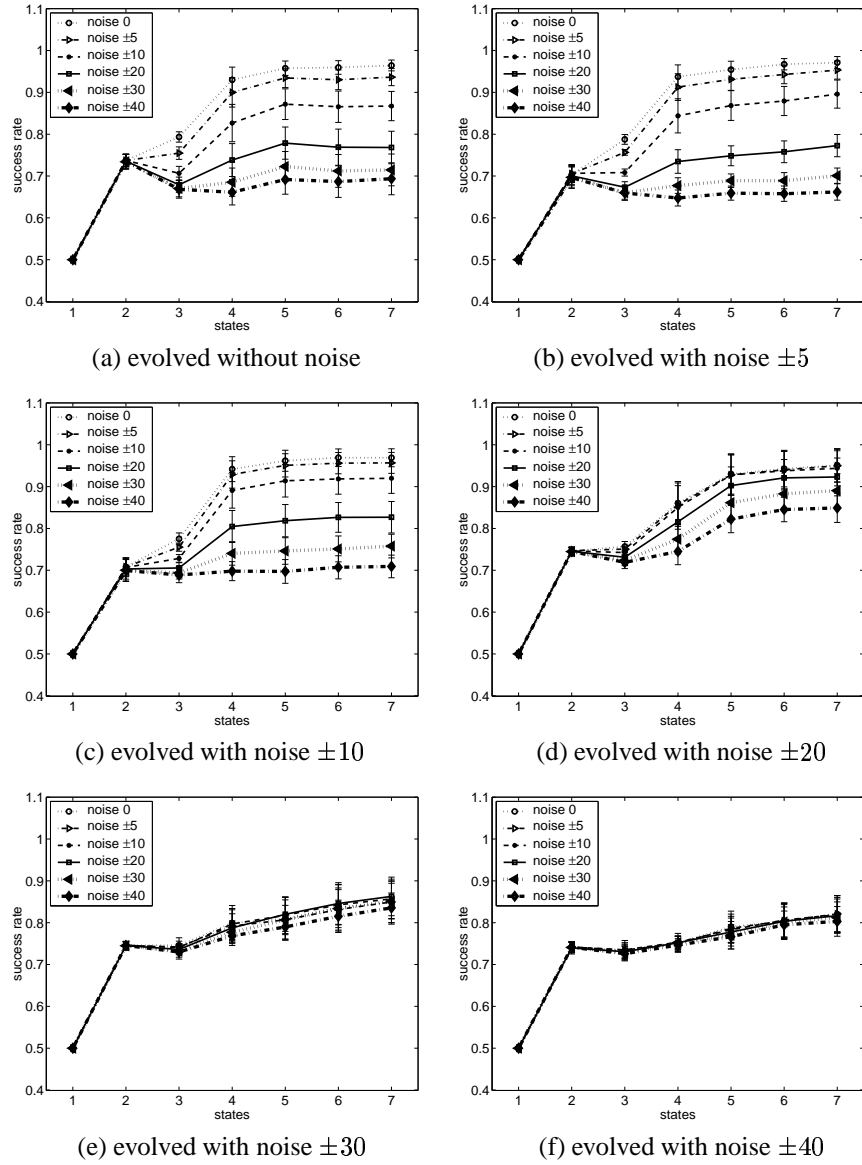 1.1
1
0.9
0.8
0.7
0.6
0.5
0.4
success rate
noise 0
noise ±5
noise ±10
noise ±20
noise ±30
noise ±40
1 2 3 4 5 6 7
states
(a) evolved without noise
1.1
1
0.9
0.8
0.7
0.6
0.5
0.4
success rate
noise 0
noise ±5
noise ±10
noise ±20
noise ±30
noise ±40
1 2 3 4 5 6 7
states
(b) evolved with noise ±5
1.1
1
0.9
0.8
0.7
0.6
0.5
0.4
success rate
noise 0
noise ±5
noise ±10
noise ±20
noise ±30
noise ±40
1 2 3 4 5 6 7
states
(c) evolved with noise ±10
1.1
1
0.9
0.8
0.7
0.6
0.5
0.4
success rate
noise 0
noise ±5
noise ±10
noise ±20
noise ±30
noise ±40
1 2 3 4 5 6 7
states
(d) evolved with noise ±20
1.1
1
0.9
0.8
0.7
0.6
0.5
0.4
success rate
noise 0
noise ±5
noise ±10
noise ±20
noise ±30
noise ±40
1 2 3 4 5 6 7
states
(e) evolved with noise ±30
1.1
1
0.9
0.8
0.7
0.6
0.5
0.4
success rate
noise 0
noise ±5
noise ±10
noise ±20
noise ±30
noise ±40
1 2 3 4 5 6 7
states
(f) evolved with noise ±40